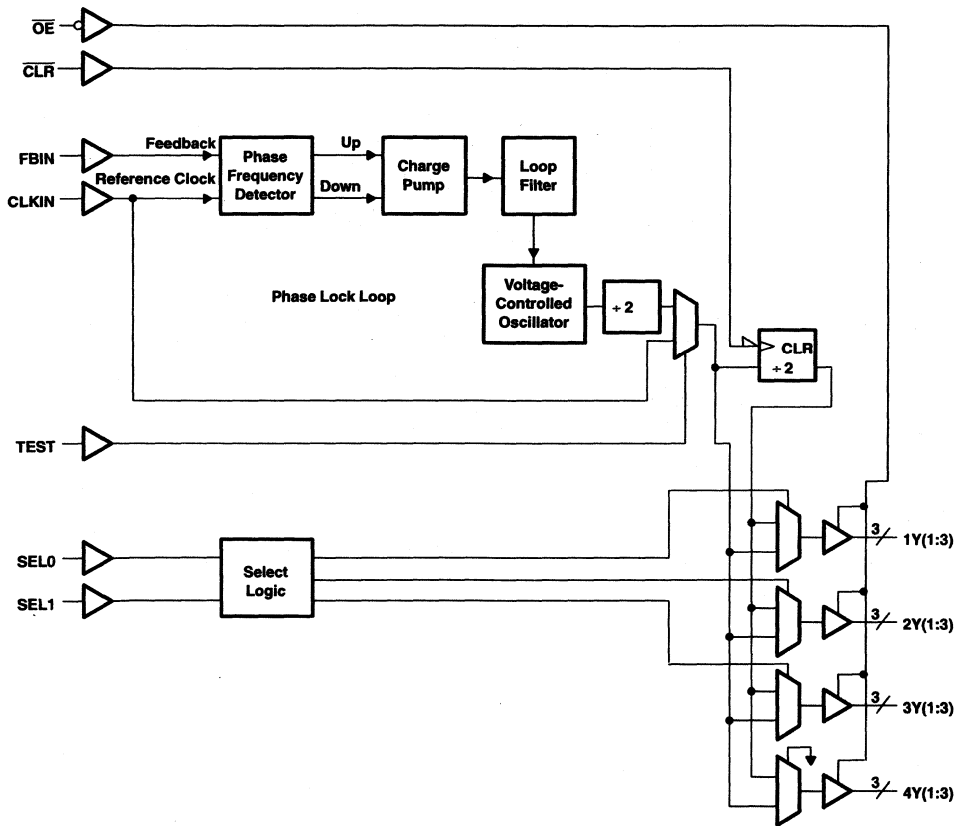 O̅E̅
C̅L̅R̅
FBIN
Feedback
CLKIN
Reference Clock
Phase
Frequency
Detector
Up
Down
Charge
Pump
Loop
Filter
Phase Lock Loop
Voltage-
Controlled
Oscillator
÷ 2
CLR
÷ 2
TEST
SEL0
SEL1
Select
Logic
3
1Y(1:3)
3
2Y(1:3)
3
3Y(1:3)
3
4Y(1:3)